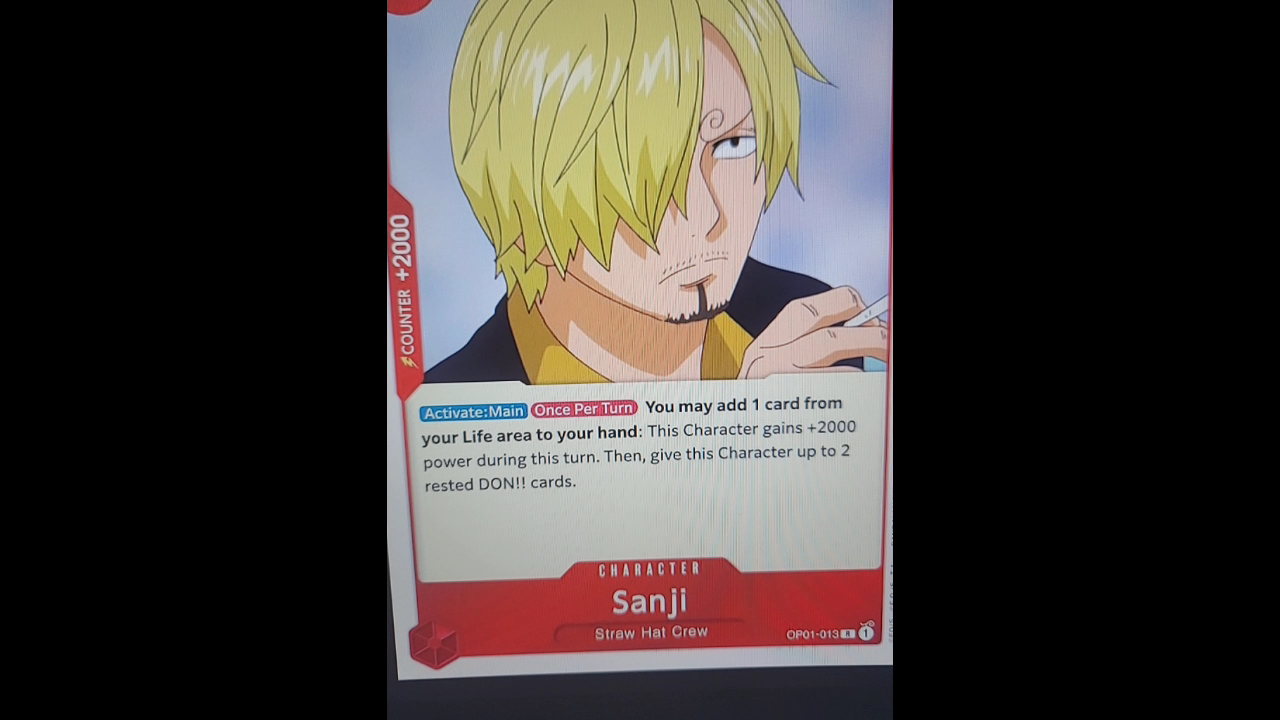 COUNTER +2000
Activate:Main Once Per Turn You may add 1 card from
your Life area to your hand: This Character gains +2000
power during this turn. Then, give this Character up to 2
rested DON!! cards.
CHARACTER
Sanji
Straw Hat Crew
OP01-013 R 1